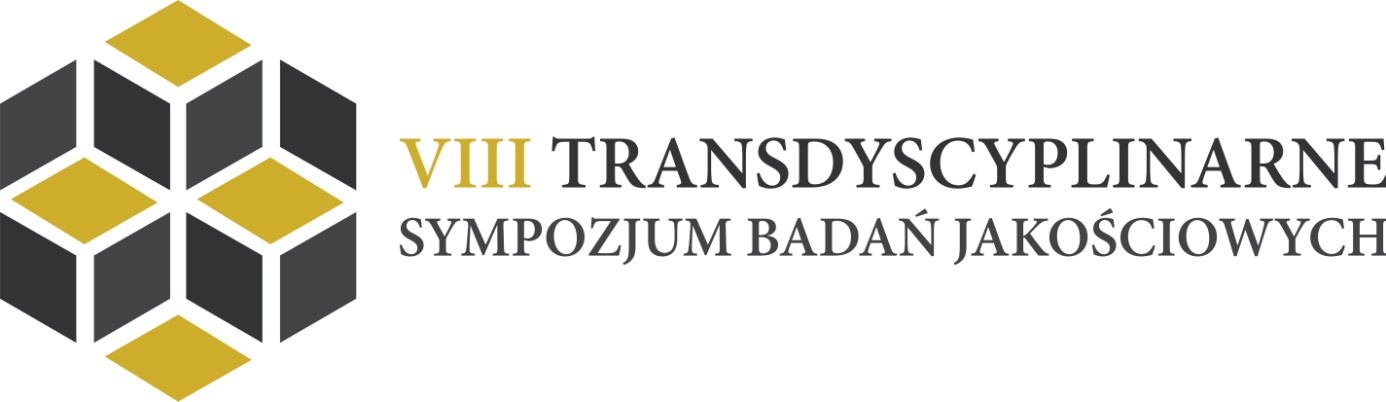 VIII TRANSDYSCYPLINARNE
SYMPOZJUM BADAŃ JAKOŚCIOWYCH